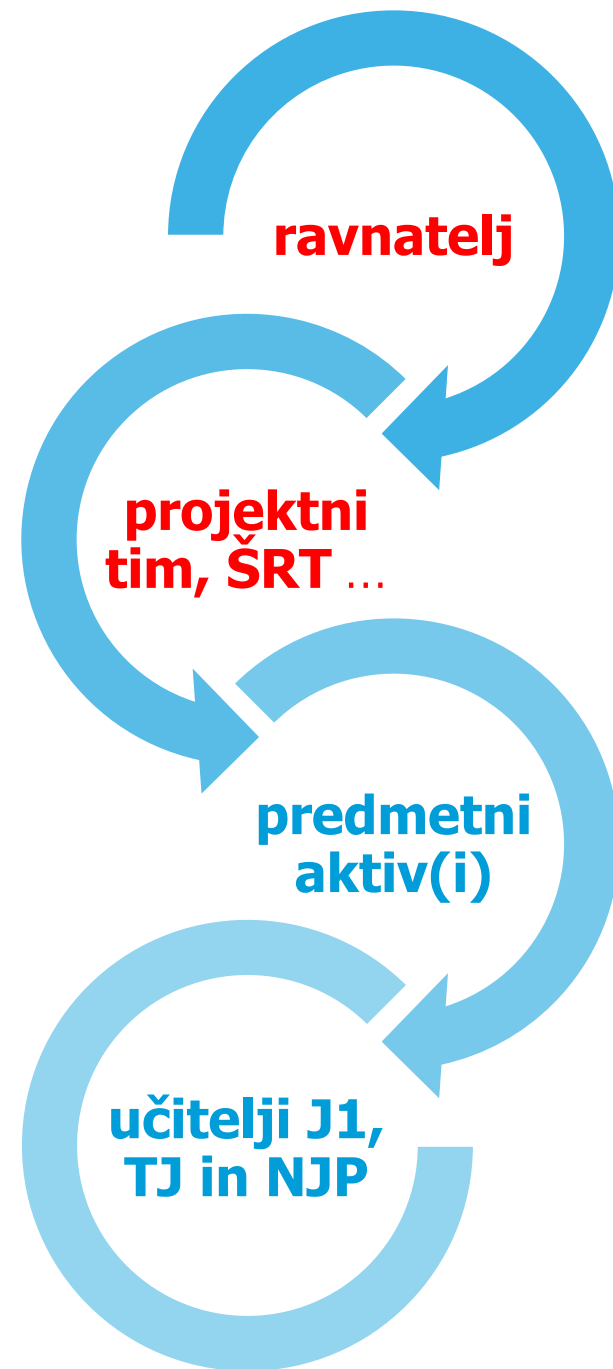 ravnatelj
projektni
tim, ŠRT ...
predmetni
aktiv(i)
učitelji J1,
TJ in NJP